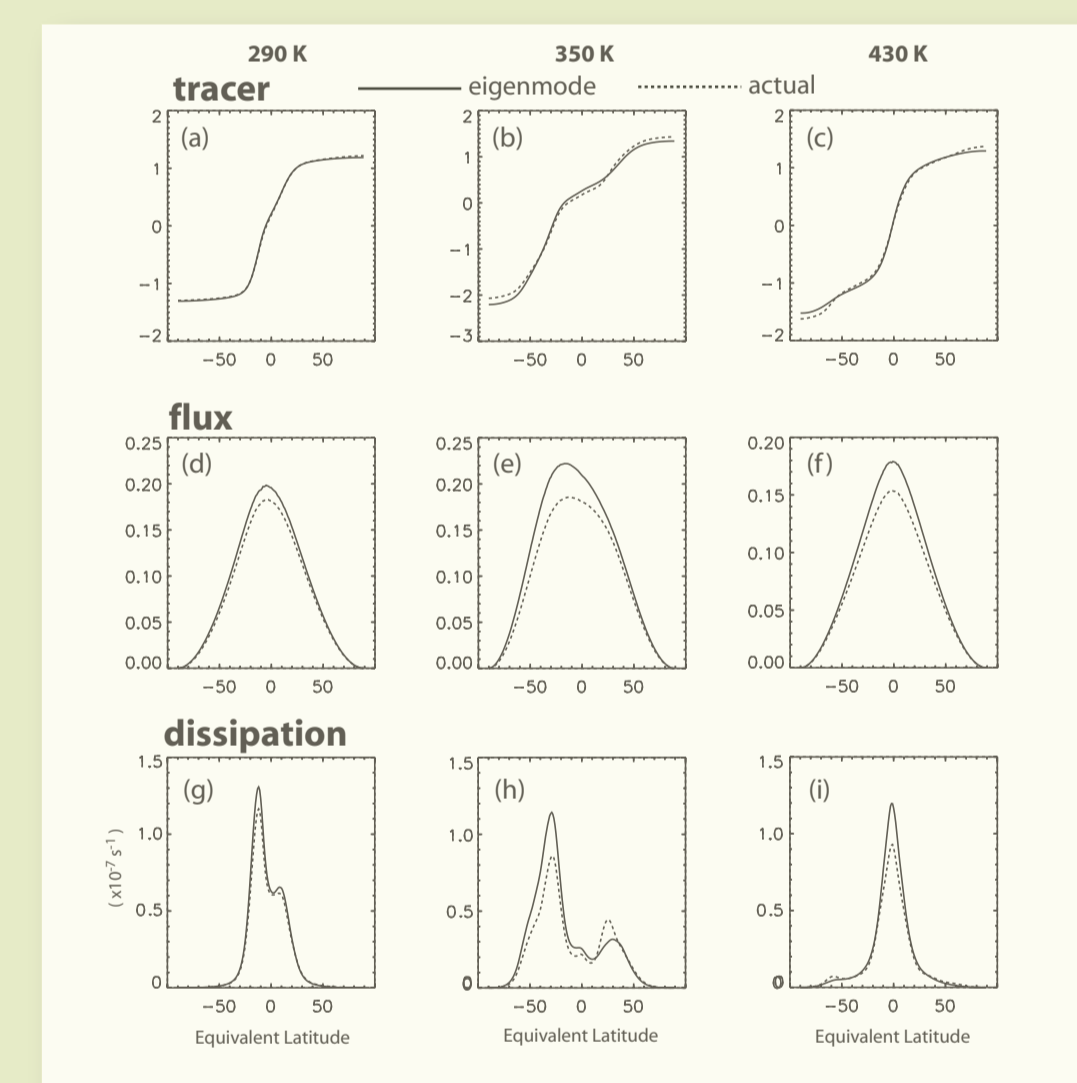 290 K 350 K 430 K
tracer eigenmode actual
(a) (b) (c)
2 2 2
1 1 1
0 0 0
−1 −1 −1
−2 −2 −2
−3
−50 0 50 −50 0 50 −50 0 50
flux
(d) (e) (f)
0.25 0.25 0.20
0.20 0.20 0.15
0.15 0.15 0.10
0.10 0.10 0.05
0.05 0.05 0.00
0.00 0.00
−50 0 50 −50 0 50 −50 0 50
dissipation
(g) (h) (i)
1.5 1.5 1.5
1.0 1.0 1.0
0.5 0.5 0.5
0 0 0
(x10⁻⁷ s⁻¹)
−50 0 50 −50 0 50 −50 0 50
Equivalent Latitude Equivalent Latitude Equivalent Latitude